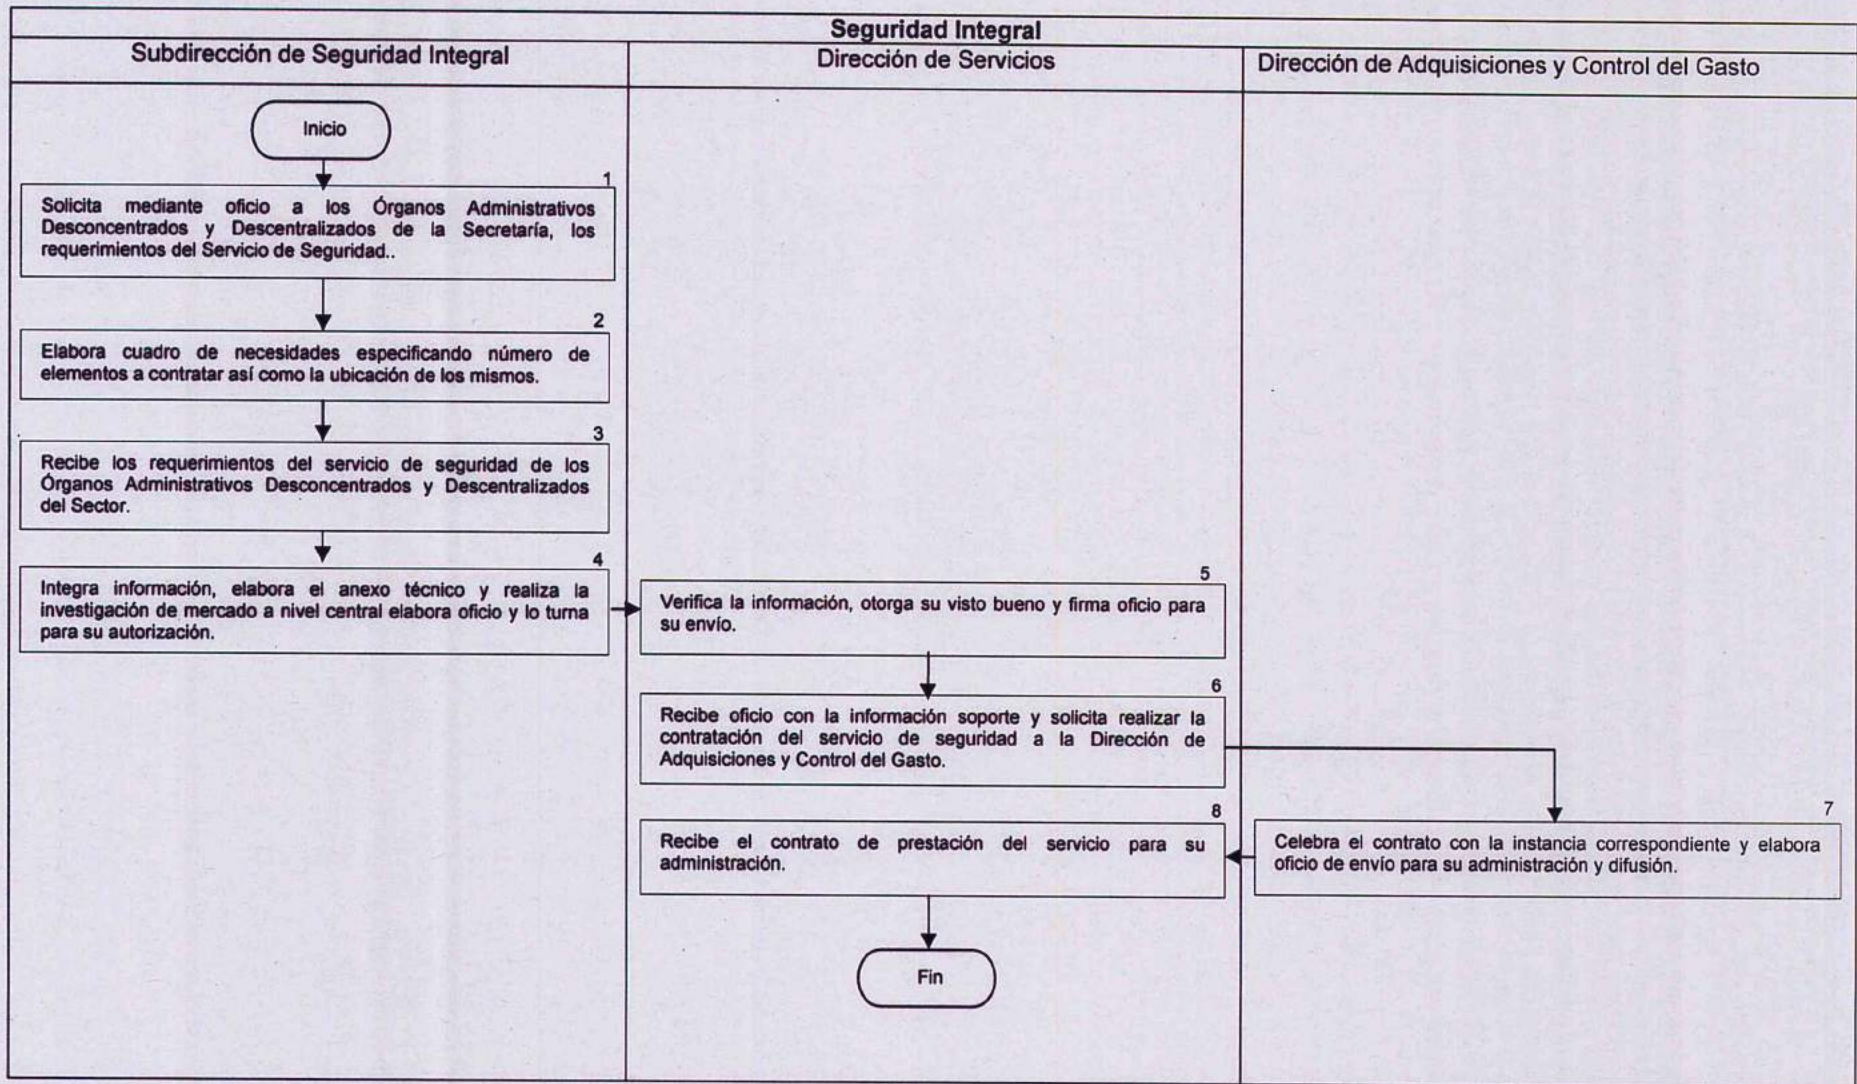 Seguridad Integral
Subdirección de Seguridad Integral
Dirección de Servicios
Dirección de Adquisiciones y Control del Gasto
Inicio
1
Solicita mediante oficio a los Órganos Administrativos
Desconcentrados y Descentralizados de la Secretaría, los
requerimientos del Servicio de Seguridad..
2
Elabora cuadro de necesidades especificando número de
elementos a contratar así como la ubicación de los mismos.
3
Recibe los requerimientos del servicio de seguridad de los
Órganos Administrativos Desconcentrados y Descentralizados
del Sector.
4
Integra información, elabora el anexo técnico y realiza la
investigación de mercado a nivel central elabora oficio y lo turna
para su autorización.
5
Verifica la información, otorga su visto bueno y firma oficio para
su envío.
6
Recibe oficio con la información soporte y solicita realizar la
contratación del servicio de seguridad a la Dirección de
Adquisiciones y Control del Gasto.
7
Celebra el contrato con la instancia correspondiente y elabora
oficio de envío para su administración y difusión.
8
Recibe el contrato de prestación del servicio para su
administración.
Fin